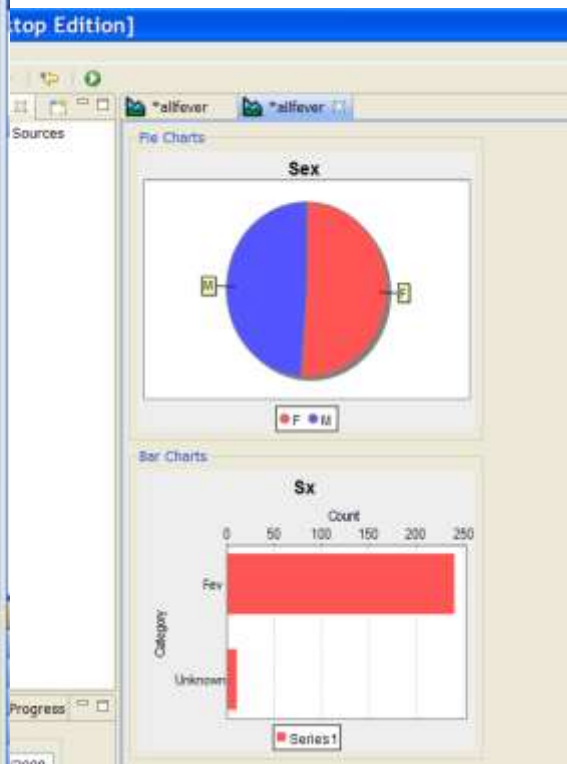 top Edition]
*allfever
*allfever
Sources
Pie Charts
Sex
M
F
F M
Bar Charts
Sx
Count
0 50 100 150 200 250
Fev
Category
Unknown
Series1
Progress